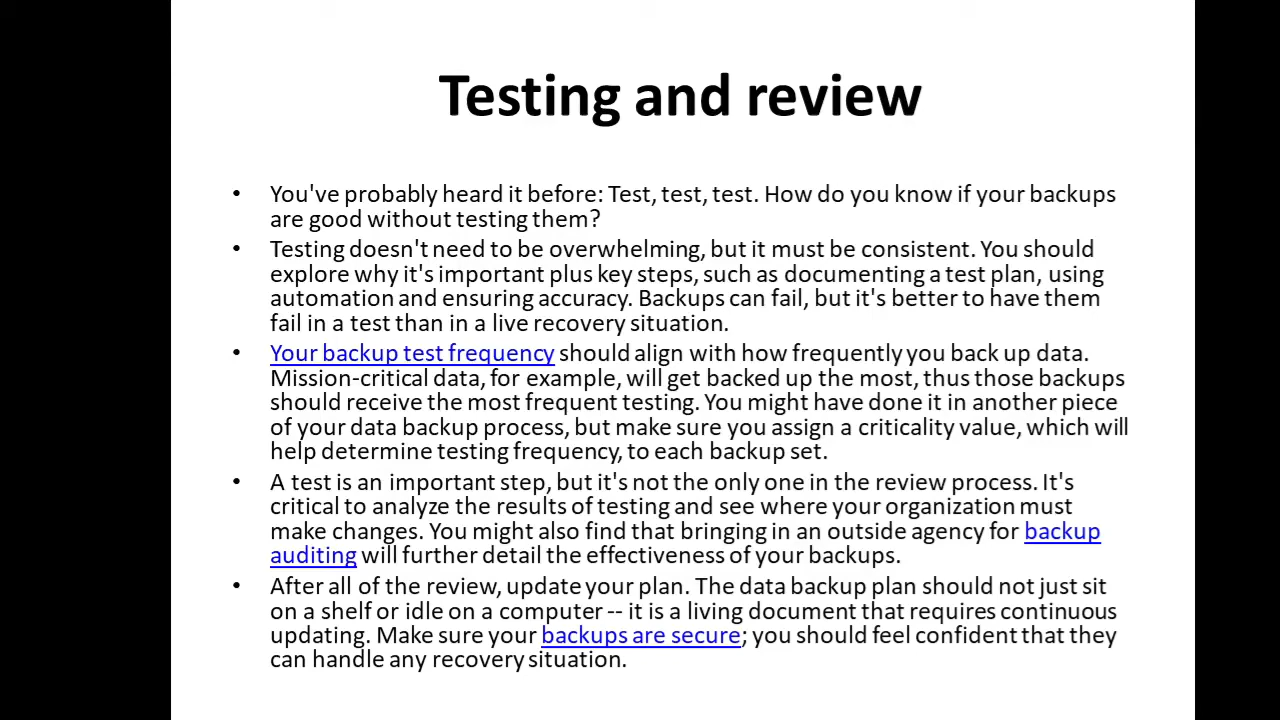 Testing and review
• You've probably heard it before: Test, test, test. How do you know if your backups
are good without testing them?
• Testing doesn't need to be overwhelming, but it must be consistent. You should
explore why it's important plus key steps, such as documenting a test plan, using
automation and ensuring accuracy. Backups can fail, but it's better to have them
fail in a test than in a live recovery situation.
• Your backup test frequency should align with how frequently you back up data.
Mission-critical data, for example, will get backed up the most, thus those backups
should receive the most frequent testing. You might have done it in another piece
of your data backup process, but make sure you assign a criticality value, which will
help determine testing frequency, to each backup set.
• A test is an important step, but it's not the only one in the review process. It's
critical to analyze the results of testing and see where your organization must
make changes. You might also find that bringing in an outside agency for backup
auditing will further detail the effectiveness of your backups.
• After all of the review, update your plan. The data backup plan should not just sit
on a shelf or idle on a computer -- it is a living document that requires continuous
updating. Make sure your backups are secure; you should feel confident that they
can handle any recovery situation.